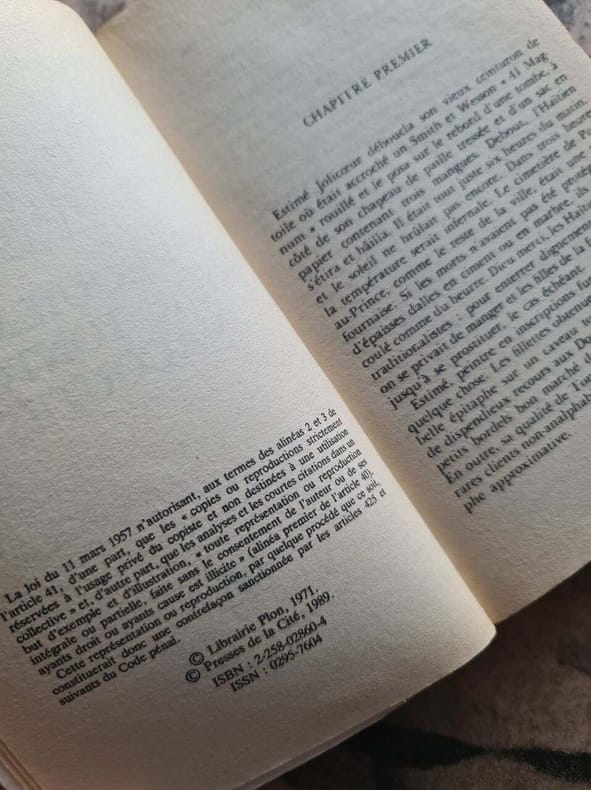 La loi du 11 mars 1957 n'autorisant, aux termes des alinéas 2 et 3 de
l'article 41, d'une part, que les « copies ou reproductions strictement
réservées à l'usage privé du copiste et non destinées à une utilisation
collective » et, d'autre part, que les analyses et les courtes citations dans un
but d'exemple et d'illustration, « toute représentation ou reproduction
intégrale ou partielle, faite sans le consentement de l'auteur ou de ses
ayants droit ou ayants cause est illicite » (alinéa premier de l'article 40).
Cette représentation ou reproduction, par quelque procédé que ce soit,
constituerait donc une contrefaçon sanctionnée par les articles 425 et
suivants du Code pénal.
© Librairie Plon, 1971.
© Presses de la Cité, 1989.
ISBN : 2-258-02860-4
ISSN : 0295-7604
CHAPITRE PREMIER
Estimé Jolicœur déboucla son vieux ceinturon de
toile où était accroché un Smith et Wesson « 41 Mag-
num » rouillé et le posa sur le rebord d'une tombe, à
côté de son chapeau de paille tressée et d'un sac en
papier contenant trois mangues. Debout, l'Haïtien
s'étira et bâilla. Il était tout juste six heures du matin,
et le soleil ne brûlait pas encore. Dans trois heures
la température serait infernale. Le cimetière de
au-Prince, comme le reste de la ville, était une
fournaise. Si les morts n'avaient pas été
d'épaisses dalles en ciment ou en marbre, ils
coulé comme du beurre. Dieu merci, les
traditionalistes : pour enterrer dignement
on se privait de manger et les filles de la
jusqu'à se prostituer, le cas échéant.
Estimé, peintre en inscriptions
quelque chose. Les fillettes
belle épitaphe sur un caveau
de dispendieux recours aux
petits bordels bon marché
En outre, sa qualité de
rares clients non analphabètes
phe approximative.